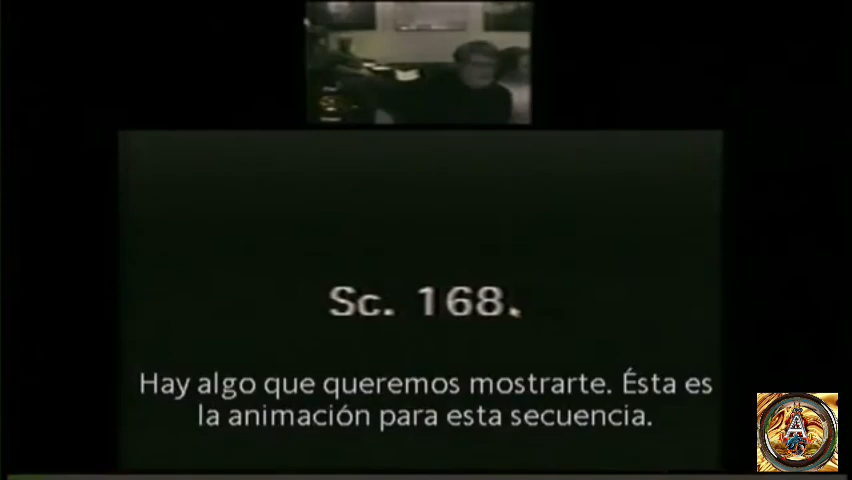 Sc. 168.
Hay algo que queremos mostrarte. Ésta es
la animación para esta secuencia.